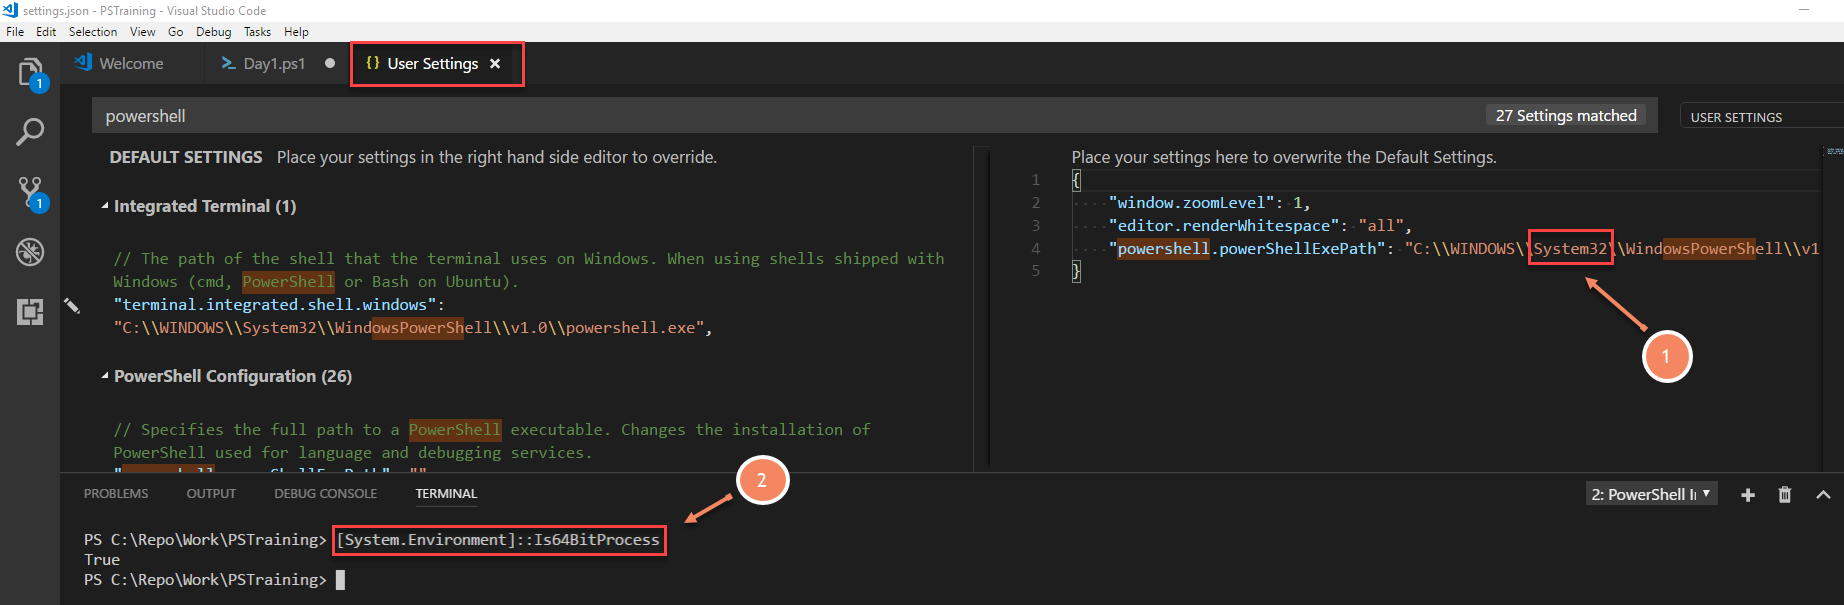 settings.json - PSTraining - Visual Studio Code
File Edit Selection View Go Debug Tasks Help
Welcome Day1.ps1 {} User Settings
1
powershell 27 Settings matched USER SETTINGS
DEFAULT SETTINGS Place your settings in the right hand side editor to override.
Integrated Terminal (1)
// The path of the shell that the terminal uses on Windows. When using shells shipped with
Windows (cmd, PowerShell or Bash on Ubuntu).
"terminal.integrated.shell.windows":
"C:\\WINDOWS\\System32\\WindowsPowerShell\\v1.0\\powershell.exe",
PowerShell Configuration (26)
// Specifies the full path to a PowerShell executable. Changes the installation of
PowerShell used for language and debugging services.
1
Place your settings here to overwrite the Default Settings.
1 {
2 "window.zoomLevel": 1,
3 "editor.renderWhitespace": "all",
4 "powershell.powerShellExePath": "C:\\WINDOWS\\System32\\WindowsPowerShell\\v1
5 }
1
2
PROBLEMS OUTPUT DEBUG CONSOLE TERMINAL 2: PowerShell
PS C:\Repo\Work\PSTraining> [System.Environment]::Is64BitProcess
True
PS C:\Repo\Work\PSTraining>